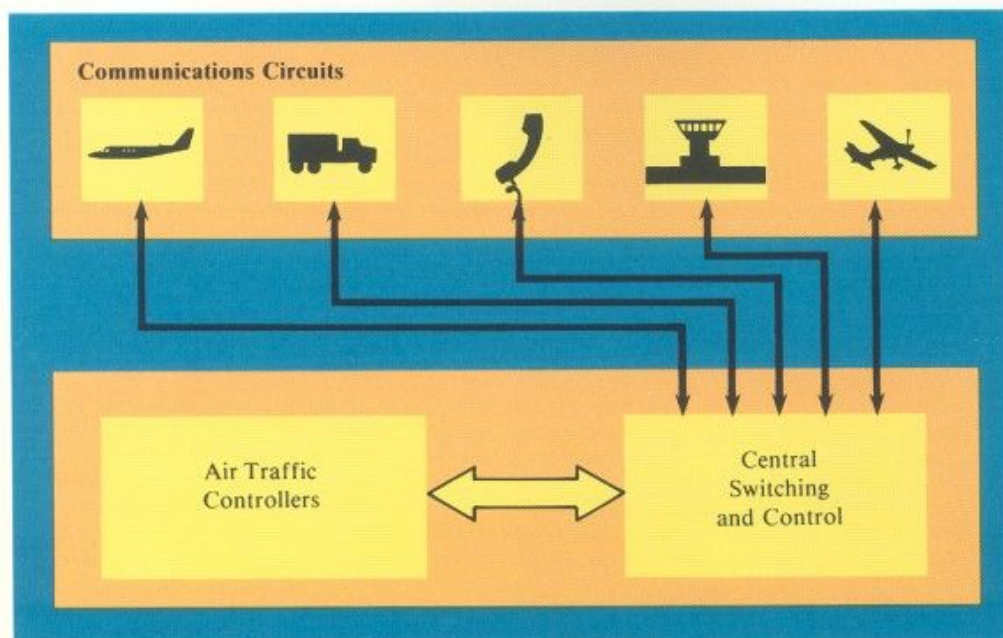 Communications Circuits
Air Traffic
Controllers
Central
Switching
and Control